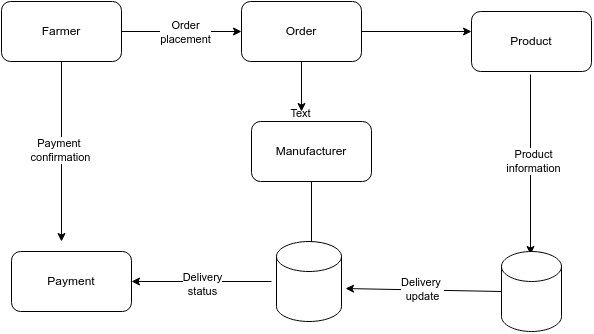 Farmer
Order
placement
Order
Product
Text
Payment
confirmation
Manufacturer
Product
information
Payment
Delivery
status
Delivery
update